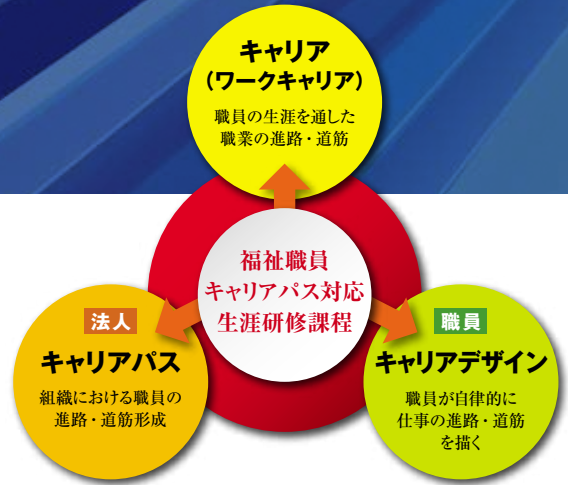 キャリア
(ワークキャリア)
職員の生涯を通した
職業の進路・道筋
福祉職員
キャリアパス対応
生涯研修課程
法人
キャリアパス
組織における職員の
進路・道筋形成
職員
キャリアデザイン
職員が自律的に
仕事の進路・道筋
を描く